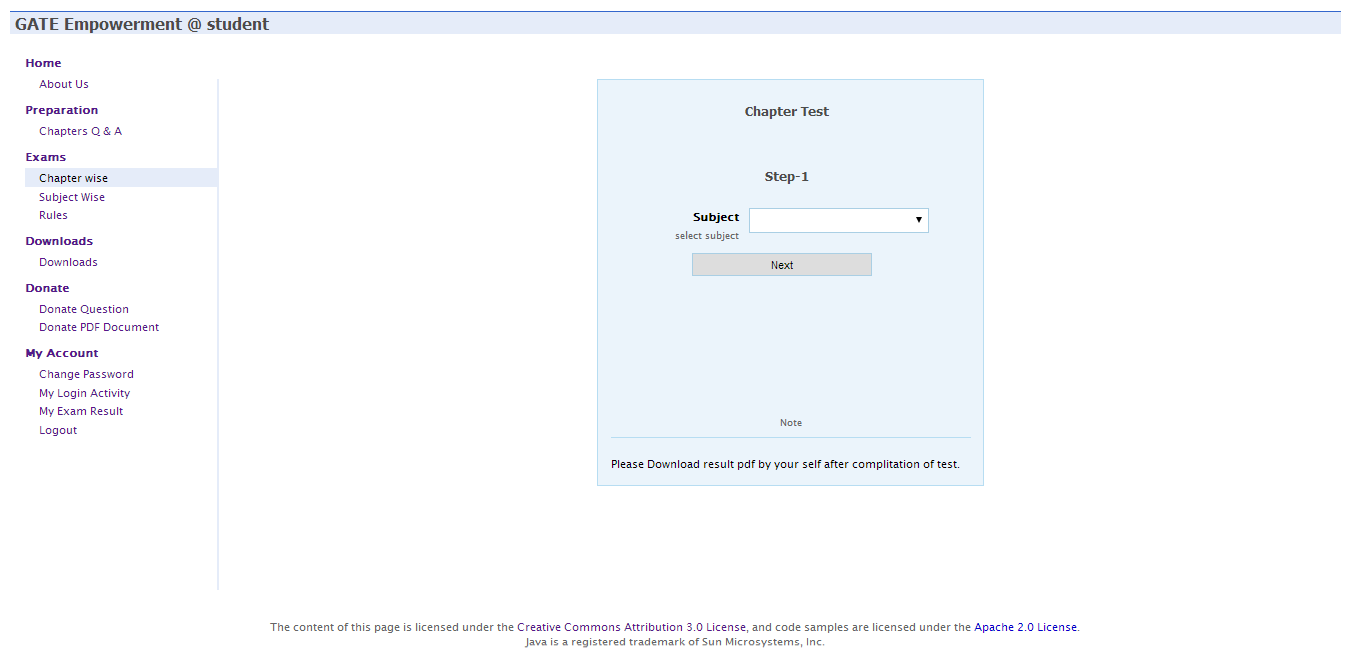 GATE Empowerment @ student
Home
About Us
Preparation
Chapters Q & A
Exams
Chapter wise
Subject Wise
Rules
Downloads
Downloads
Donate
Donate Question
Donate PDF Document
My Account
Change Password
My Login Activity
My Exam Result
Logout
Chapter Test
Step-1
Subject
select subject
Next
Note
Please Download result pdf by your self after complitation of test.
The content of this page is licensed under the Creative Commons Attribution 3.0 License, and code samples are licensed under the Apache 2.0 License.
Java is a registered trademark of Sun Microsystems, Inc.